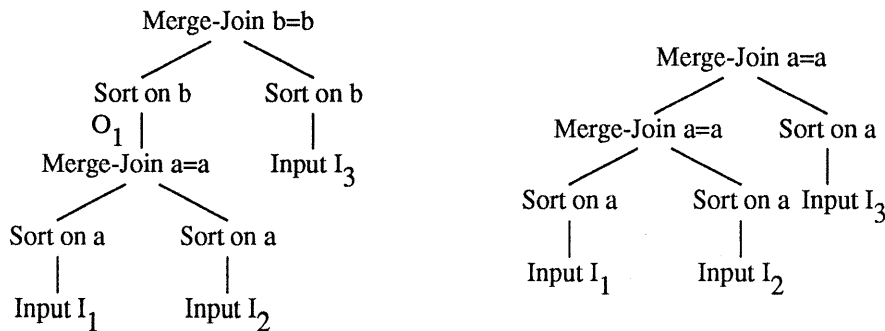 Merge-Join b=b
Sort on b
Sort on b
O1
Merge-Join a=a
Input I3
Sort on a
Sort on a
Input I1
Input I2
Merge-Join a=a
Merge-Join a=a
Sort on a
Sort on a
Sort on a
Input I3
Input I1
Input I2